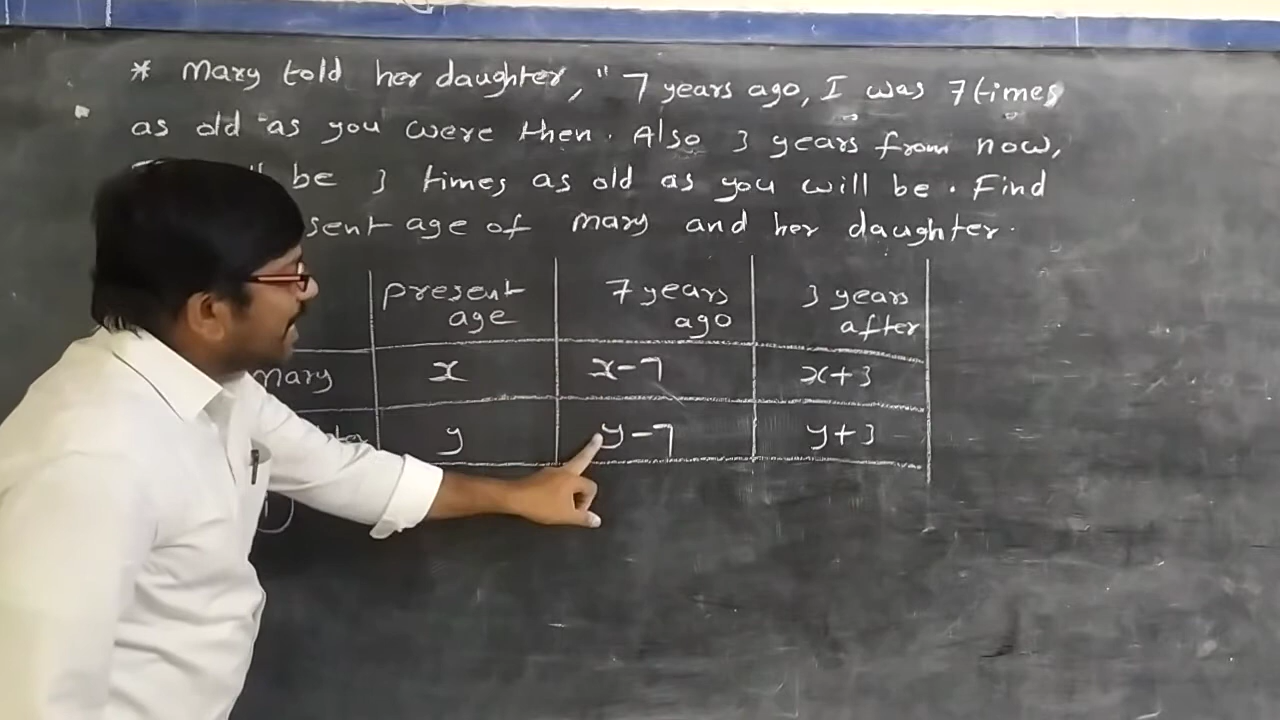 * Mary told her daughter, "7 years ago, I was 7 times
as old as you were then. Also 3 years from now,
be 3 times as old as you will be. Find
sent age of mary and her daughter.
present age 7 years ago 3 years after
mary x x-7 x+3
y y-7 y+3
1)